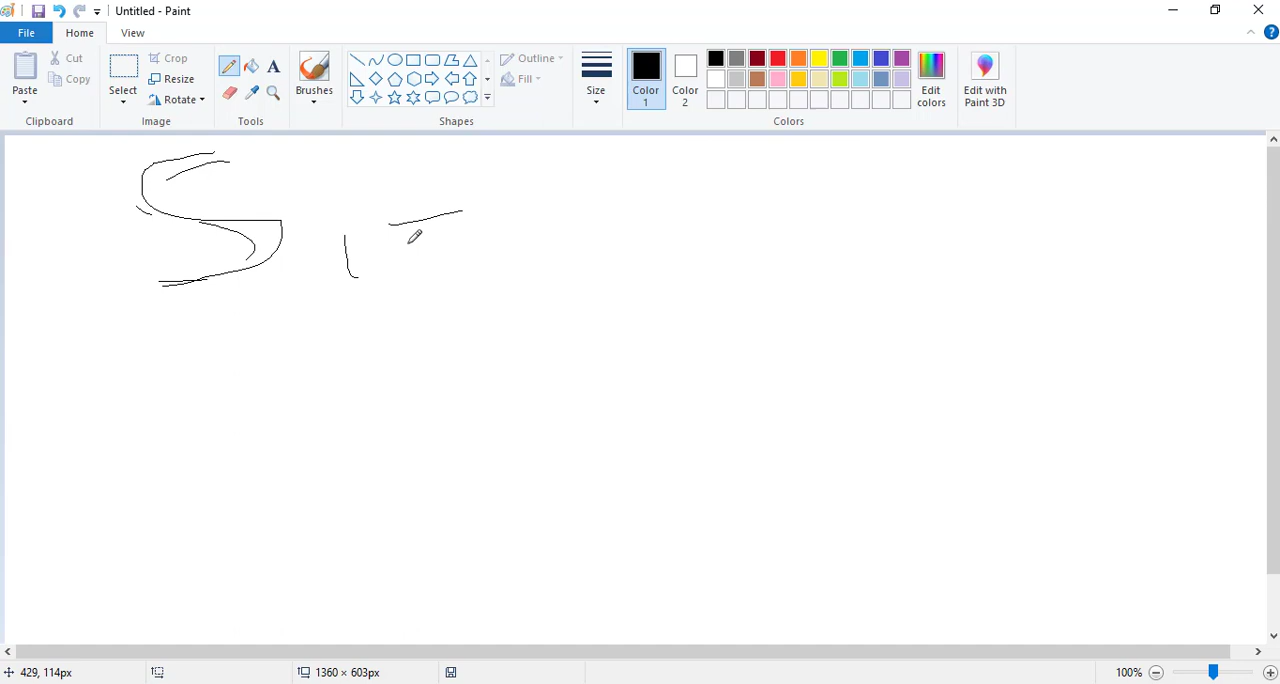 Untitled - Paint
File Home View
Paste Cut Copy Clipboard
Select Crop Resize Rotate Image
Tools
Brushes
Shapes Outline Fill
Size
Color 1 Color 2 Edit colors Colors
Edit with Paint 3D
S
429, 114px 1360 × 603px 100%